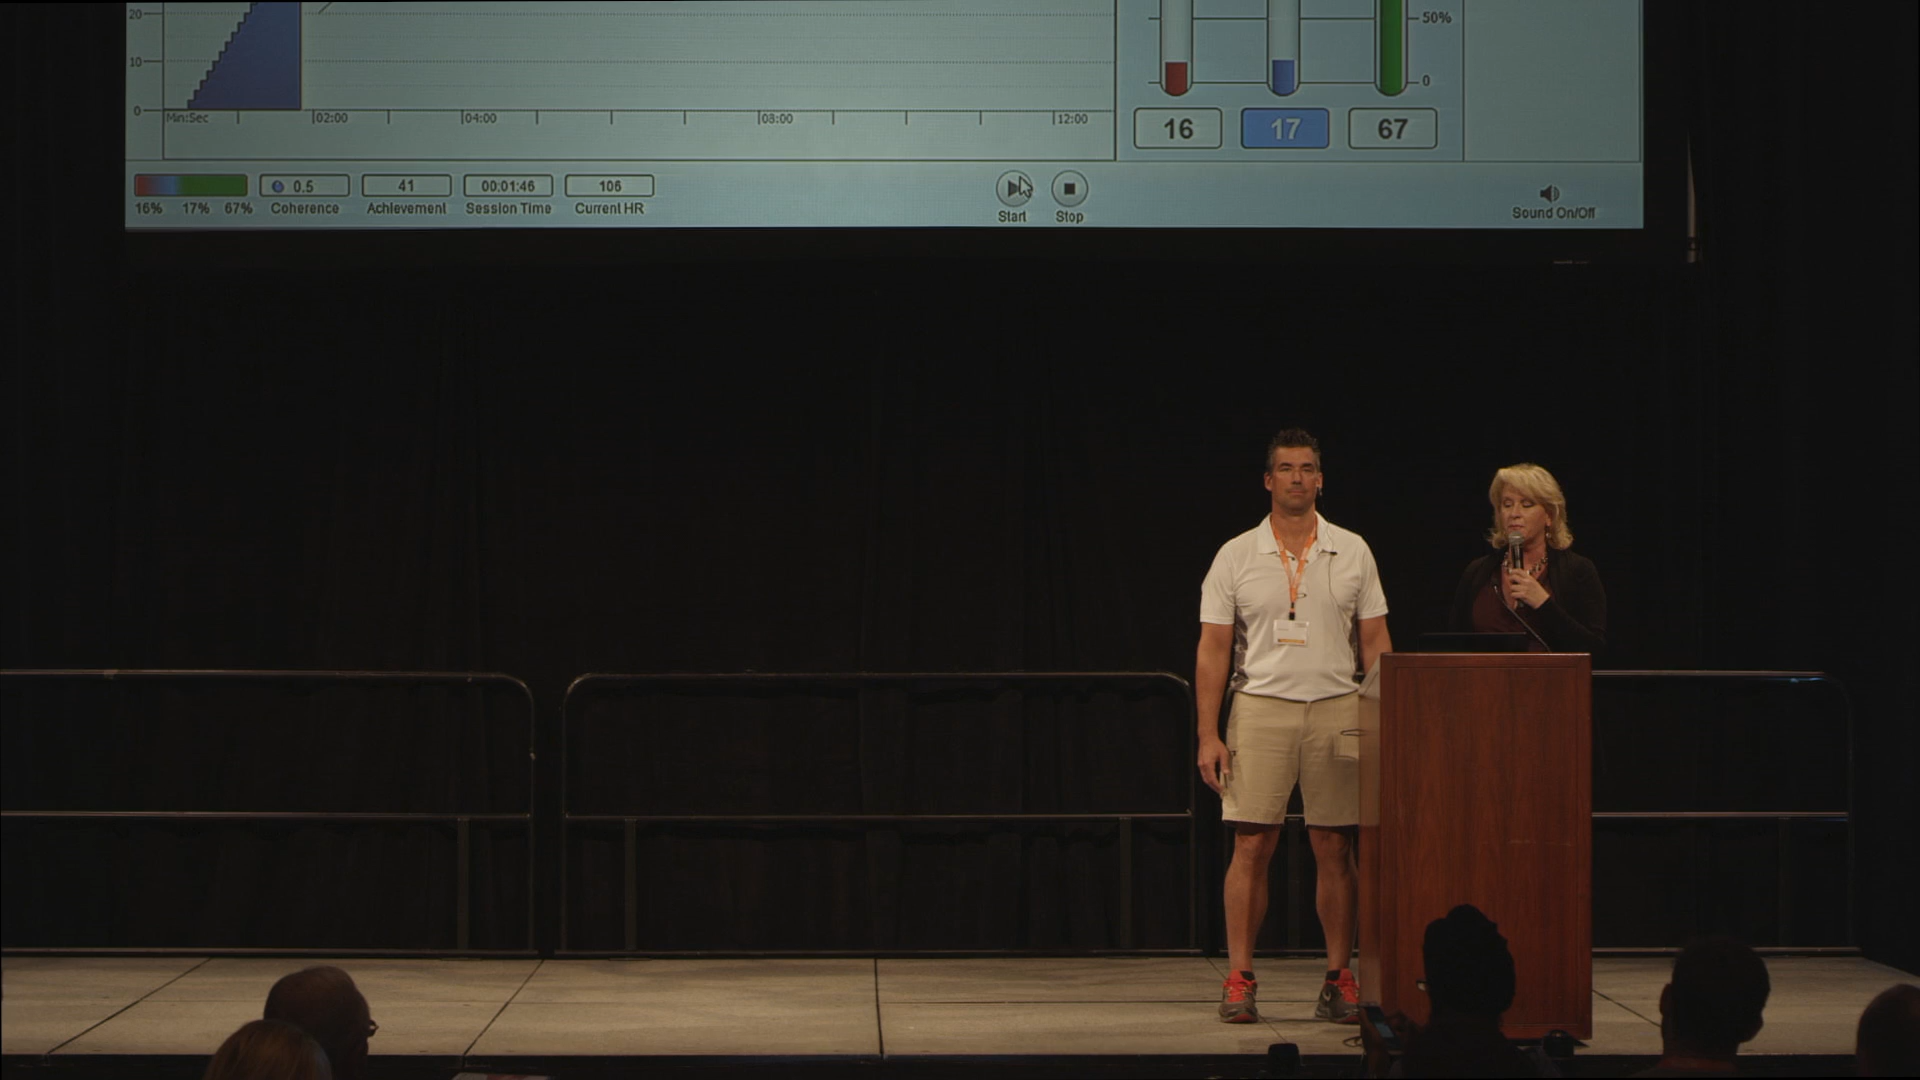 20
50%
10
0
0
Min:Sec 02:00 04:00 08:00 12:00
16 17 67
0.5 41 00:01:46 106
16% 17% 67% Coherence Achievement Session Time Current HR
Start Stop
Sound On/Off